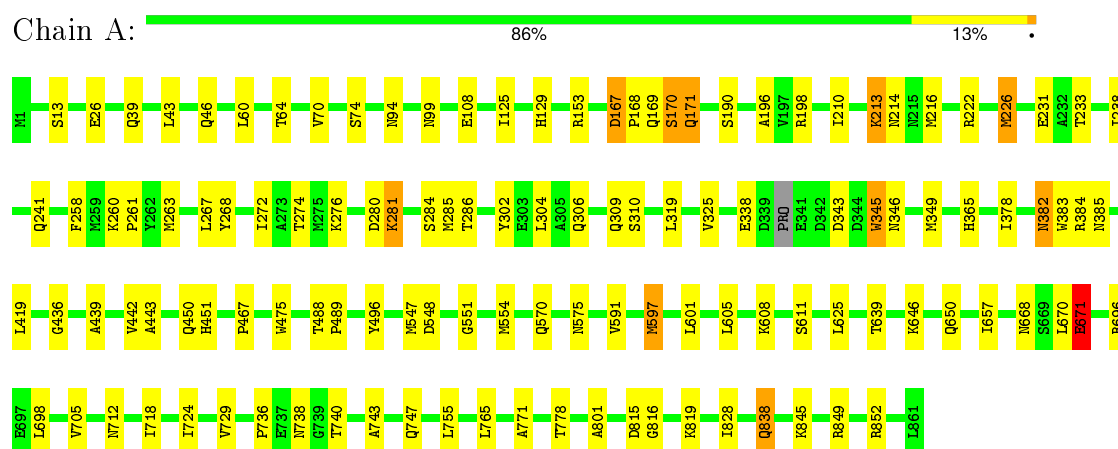 Chain A:
86% 13% •
M1 S13 E26 Q39 L43 Q46 L60 T64 V70 S74 N94 N99 E108 I125 H129 R153 D167 P168 Q169 S170 Q171 S190 A196 V197 R198 I210 K213 N214 N215 M216 R222 M226 E231 A232 T233 I238
Q241 F258 M259 K260 P261 Y262 M263 L267 Y268 I272 A273 T274 M275 K276 D280 K281 S284 M285 T286 Y302 E303 L304 A305 Q306 Q309 S310 L319 V325 E338 D339 PRO E341 D342 D343 D344 W345 N346 M349 H365 I378 N382 W383 R384 N385
L419 Q436 A439 V442 A443 Q450 H451 P467 W475 T488 P489 Y496 M547 D548 G551 M554 Q570 N575 V591 M597 L601 L605 K608 S611 L625 T639 K646 Q650 I657 N668 S669 L670 E671 R696
E697 L698 V705 N712 I718 I724 V729 P736 E737 N738 G739 T740 A743 Q747 L755 L765 A771 T778 A801 D815 G816 K819 I828 Q838 K845 R849 R852 L861